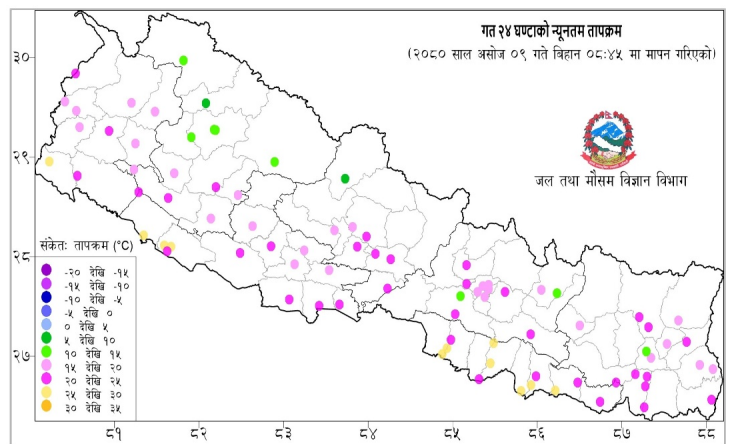 गत २४ घण्टाको न्यूनतम तापक्रम
(२०८० साल असोज ०९ गते बिहान ०८:४५ मा मापन गरिएको)
जल तथा मौसम विज्ञान विभाग
३०
२९
२८
२७
संकेतः तापक्रम (°C)
-२० देखि -१५
-१५ देखि -१०
-१० देखि -५
-५ देखि ०
० देखि ५
५ देखि १०
१० देखि १५
१५ देखि २०
२० देखि २५
२५ देखि ३०
३० देखि ३५
८१ ८२ ८३ ८४ ८५ ८६ ८७ ८८